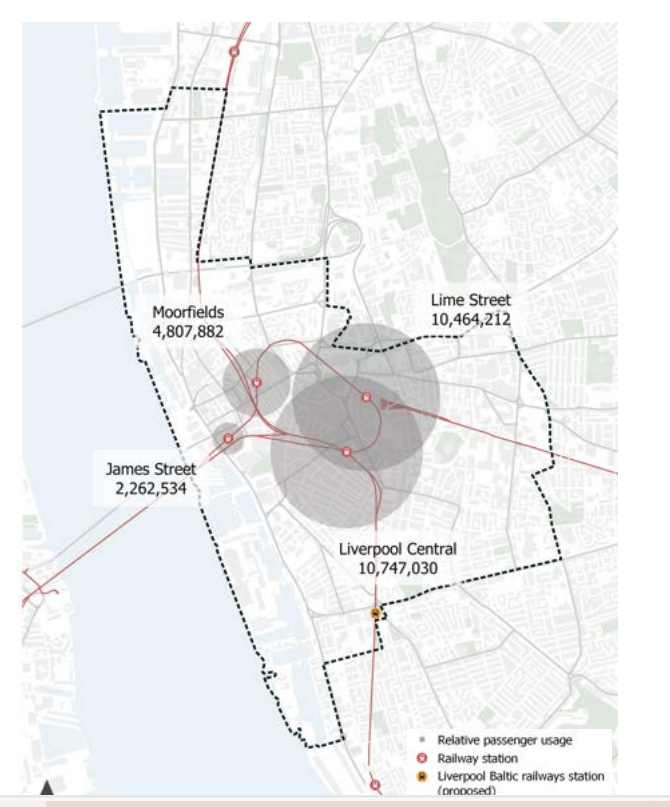 Moorfields
4,807,882
Lime Street
10,464,212
James Street
2,262,534
Liverpool Central
10,747,030
Relative passenger usage
Railway station
Liverpool Baltic railways station
(proposed)